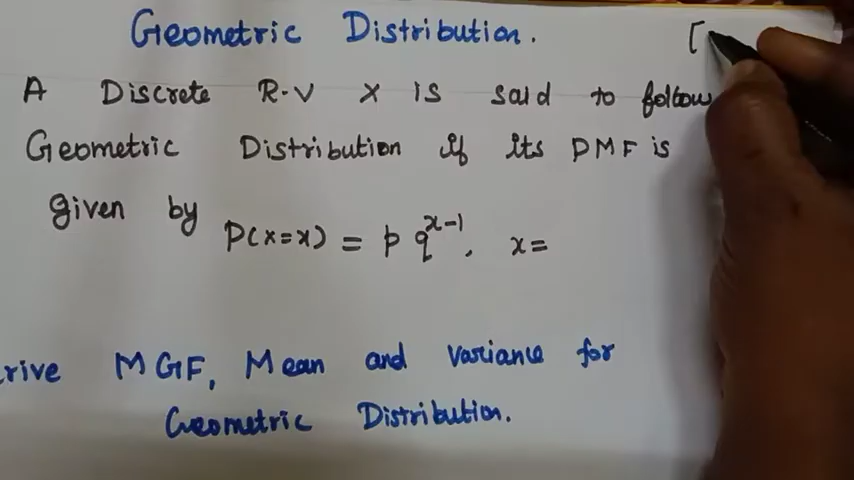 Geometric Distribution. [
A Discrete R.V X is said to follow
Geometric Distribution if its PMF is
given by
P(X=x) = p q^{x-1}, x=
rive MGF, Mean and variance for
Geometric Distribution.